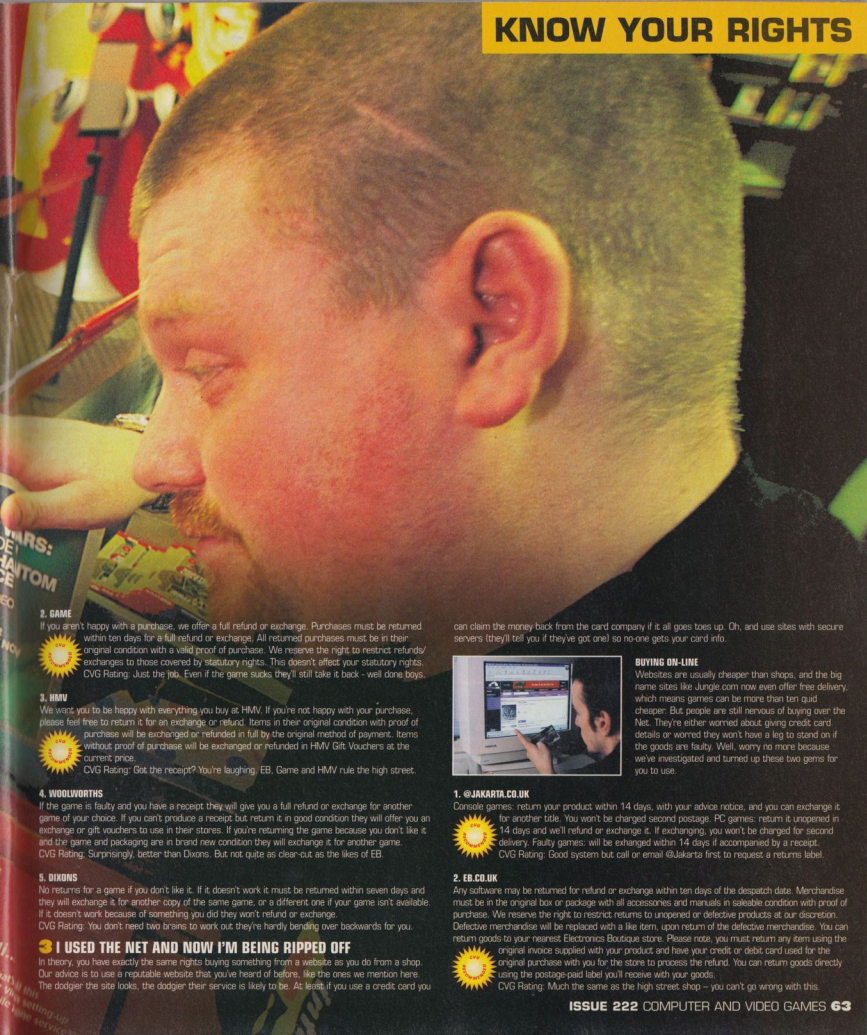 KNOW YOUR RIGHTS
WARS:
2. GAME
If you aren't happy with a purchase, we offer a full refund or exchange. Purchases must be returned
within ten days for a full refund or exchange. All returned purchases must be in their
original condition with a valid proof of purchase. We reserve the right to restrict refunds/
exchanges to those covered by statutory rights. This doesn't affect your statutory rights.
CVG Rating: Just the job. Even if the game sucks they'll still take it back - well done boys.
3. HMV
We want you to be happy with everything you buy at HMV. If you're not happy with your purchase,
please feel free to return it for an exchange or refund. Items in their original condition with proof of
purchase will be exchanged or refunded in full by the original method of payment. Items
without proof of purchase will be exchanged or refunded in HMV Gift Vouchers at the
current price.
CVG Rating: Got the receipt? You're laughing. EB, Game and HMV rule the high street.
4. WOOLWORTHS
If the game is faulty and you have a receipt they will give you a full refund or exchange for another
game of your choice. If you can't produce a receipt but return it in good condition they will offer you an
exchange or gift vouchers to use in their stores. If you're returning the game because you don't like it
and the game and packaging are in brand new condition they will exchange it for another game.
CVG Rating: Surprisingly, better than Dixons. But not quite as clear-cut as the likes of EB.
5. DIXONS
No returns for a game if you don't like it. If it doesn't work it must be returned within seven days and
they will exchange it for another copy of the same game, or a different one if your game isn't available.
If it doesn't work because of something you did they won't refund or exchange.
CVG Rating: You don't need two brains to work out they're hardly bending over backwards for you.
3 I USED THE NET AND NOW I'M BEING RIPPED OFF
In theory, you have exactly the same rights buying something from a website as you do from a shop.
Our advice is to use a reputable website that you've heard of before, like the ones we mention here.
The dodgier the site looks, the dodgier their service is likely to be. At least if you use a credit card you
can claim the money back from the card company if it all goes toes up. Oh, and use sites with secure
servers (they'll tell you if they've got one) so no-one gets your card info.
BUYING ON-LINE
Websites are usually cheaper than shops, and the big
name sites like Jungle.com now even offer free delivery,
which means games can be more than ten quid
cheaper. But people are still nervous of buying over the
Net. They're either worried about giving credit card
details or worred they won't have a leg to stand on if
the goods are faulty. Well, worry no more because
we've investigated and turned up these two gems for
you to use.
1. @JAKARTA.CO.UK
Console games: return your product within 14 days, with your advice notice, and you can exchange it
for another title. You won't be charged second postage. PC games: return it unopened in
14 days and we'll refund or exchange it. If exchanging, you won't be charged for second
delivery. Faulty games: will be exhanged within 14 days if accompanied by a receipt.
CVG Rating: Good system but call or email @Jakarta first to request a returns label.
2. EB.CO.UK
Any software may be returned for refund or exchange within ten days of the despatch date. Merchandise
must be in the original box or package with all accessories and manuals in saleable condition with proof of
purchase. We reserve the right to restrict returns to unopened or defective products at our discretion.
Defective merchandise will be replaced with a like item, upon return of the defective merchandise. You can
return goods to your nearest Electronics Boutique store. Please note, you must return any item using the
original invoice supplied with your product and have your credit or debit card used for the
original purchase with you for the store to process the refund. You can return goods directly
using the postage-paid label you'll receive with your goods.
CVG Rating: Much the same as the high street shop – you can't go wrong with this.
ISSUE 222 COMPUTER AND VIDEO GAMES 63